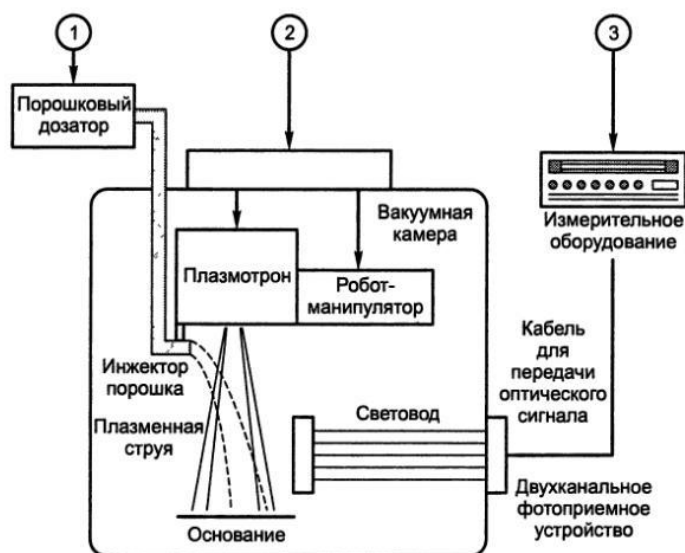 1
2
3
Порошковый
дозатор
Вакуумная
камера
Измерительное
оборудование
Плазмотрон
Робот-
манипулятор
Инжектор
порошка
Плазменная
струя
Световод
Кабель
для
передачи
оптического
сигнала
Двухканальное
фотоприемное
устройство
Основание